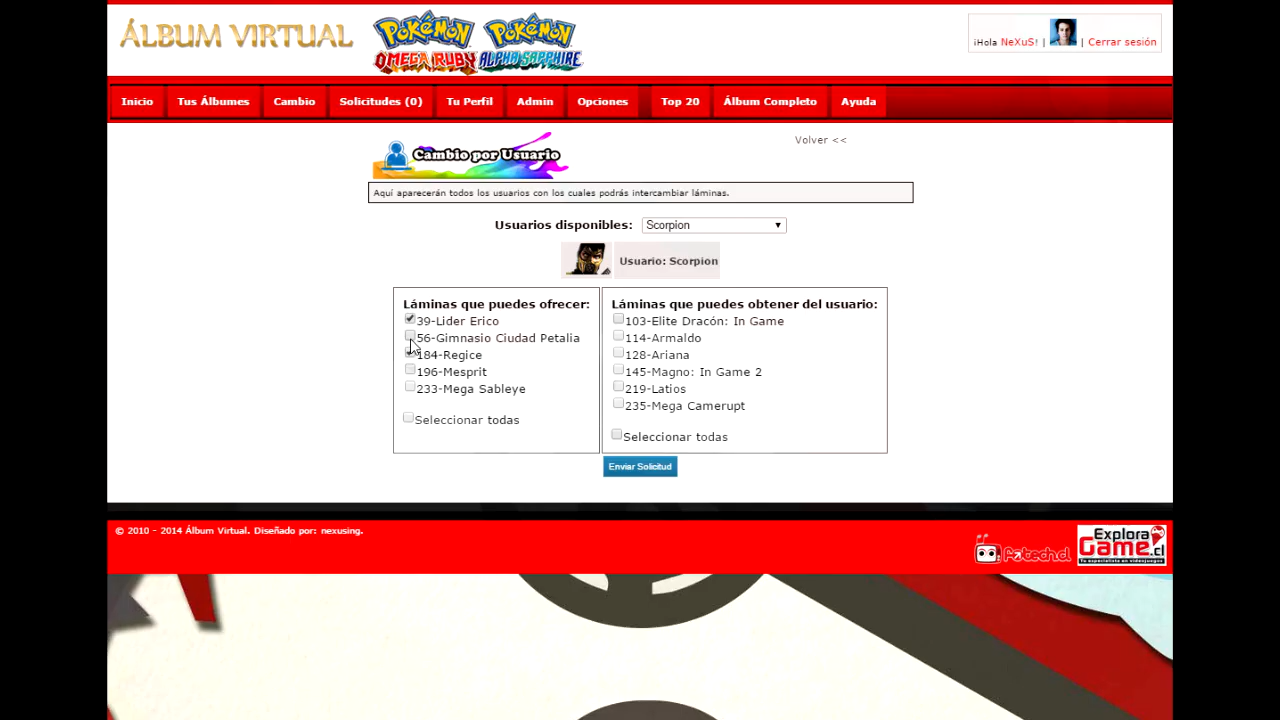 ÁLBUM VIRTUAL
POKÉMON OMEGA RUBY
POKÉMON ALPHA SAPPHIRE
¡Hola NeXuS! | | Cerrar sesión
Inicio Tus Álbumes Cambio Solicitudes (0) Tu Perfil Admin Opciones Top 20 Álbum Completo Ayuda
Cambio por Usuario
Volver <<
Aquí aparecerán todos los usuarios con los cuales podrás intercambiar láminas.
Usuarios disponibles: Scorpion
Usuario: Scorpion
Láminas que puedes ofrecer:
39-Lider Erico
56-Gimnasio Ciudad Petalia
184-Regice
196-Mesprit
233-Mega Sableye
Seleccionar todas
Láminas que puedes obtener del usuario:
103-Elite Dracón: In Game
114-Armaldo
128-Ariana
145-Magno: In Game 2
219-Latios
235-Mega Camerupt
Seleccionar todas
Enviar Solicitud
© 2010 - 2014 Álbum Virtual. Diseñado por: nexusing.
Explora
Game.cl
Tu especialista en videojuegos